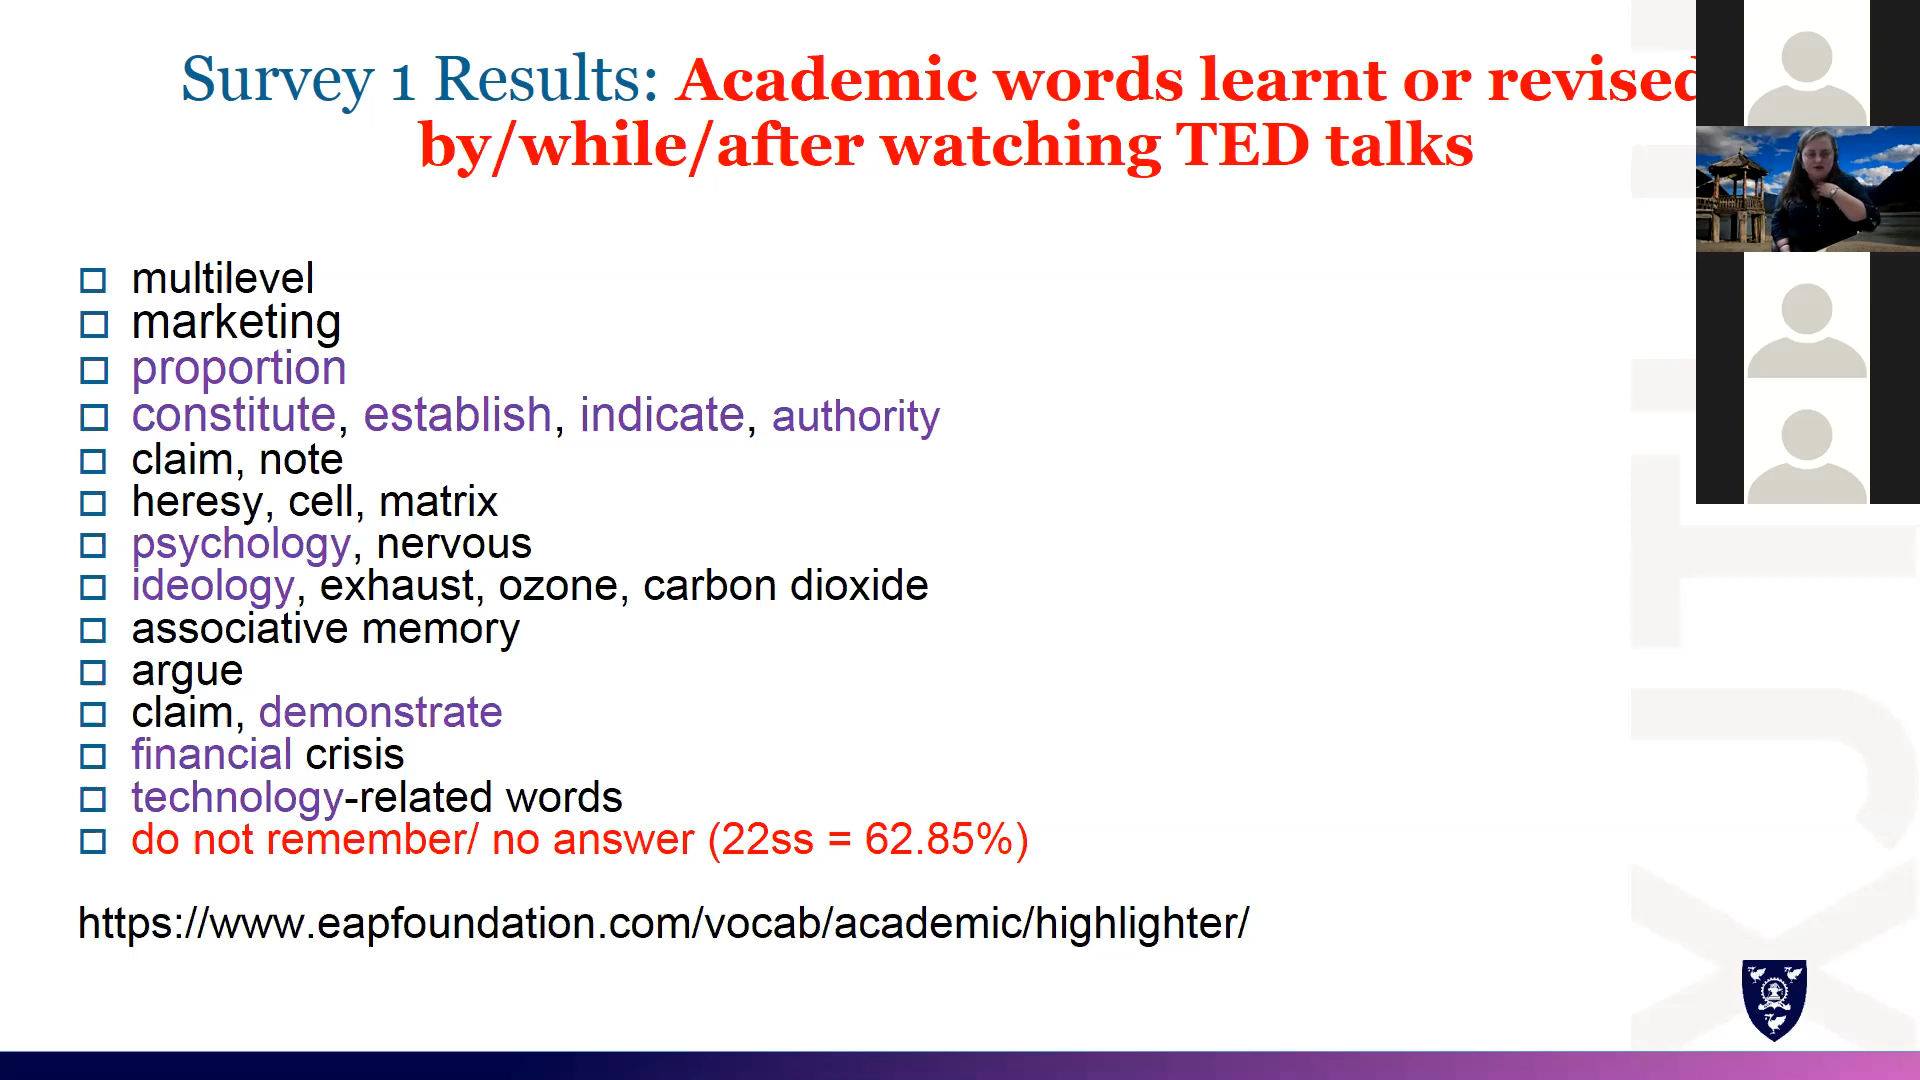 Survey 1 Results: Academic words learnt or revised
by/while/after watching TED talks
multilevel
marketing
proportion
constitute, establish, indicate, authority
claim, note
heresy, cell, matrix
psychology, nervous
ideology, exhaust, ozone, carbon dioxide
associative memory
argue
claim, demonstrate
financial crisis
technology-related words
do not remember/ no answer (22ss = 62.85%)
https://www.eapfoundation.com/vocab/academic/highlighter/